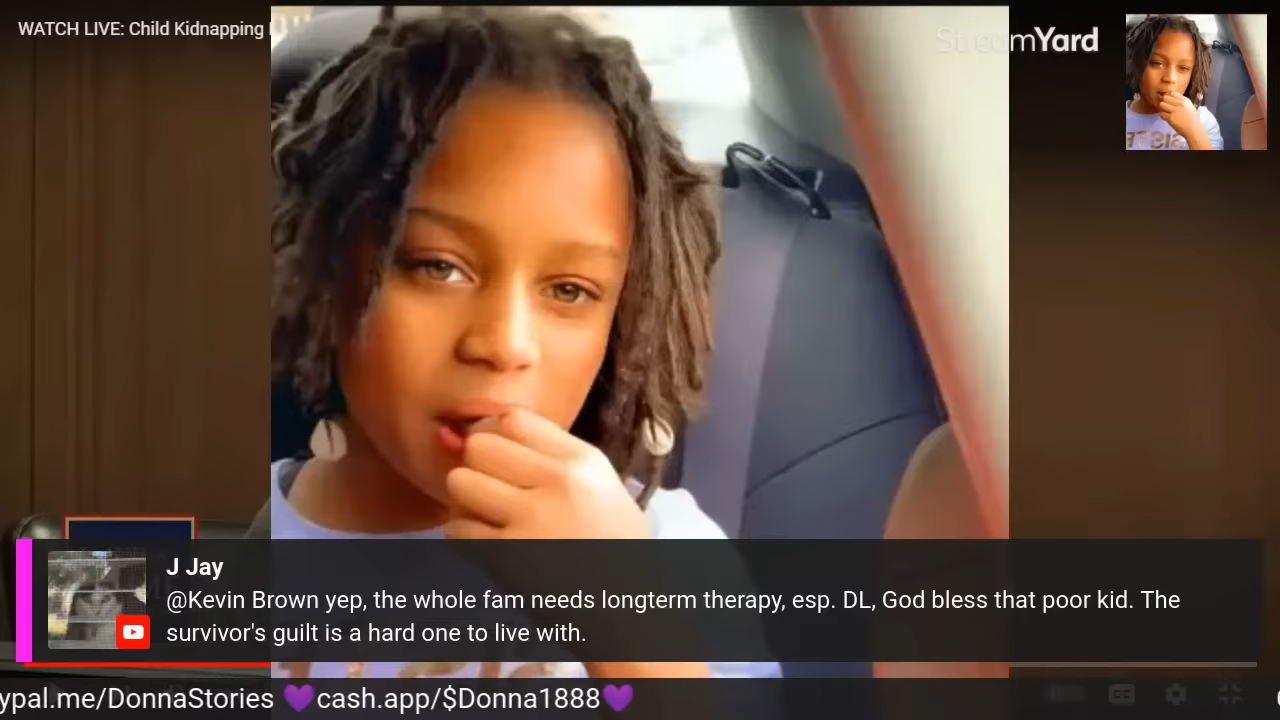 WATCH LIVE: Child Kidnapping
StreamYard
J Jay
@Kevin Brown yep, the whole fam needs longterm therapy, esp. DL, God bless that poor kid. The
survivor's guilt is a hard one to live with.
ypal.me/DonnaStories 💜cash.app/$Donna1888💜